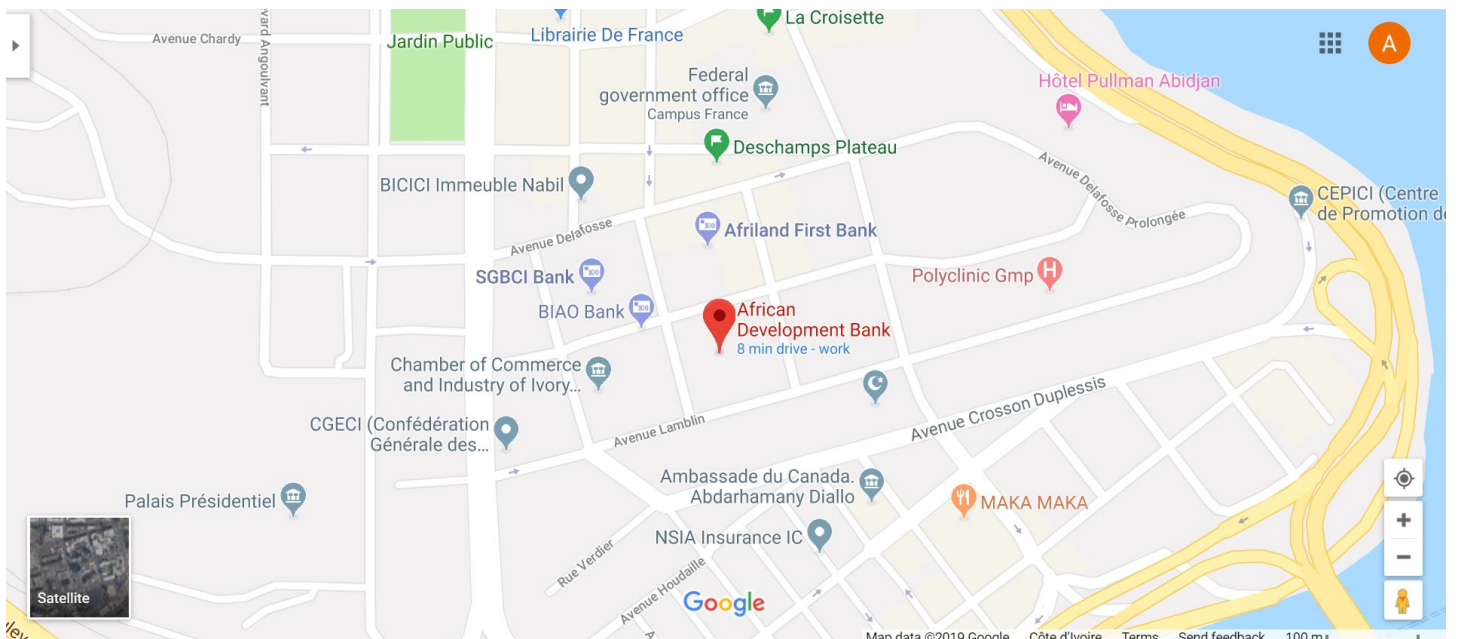 La Croisette
Avenue Chardy
Librairie De France
Jardin Public
A
Boulevard Angoulvant
Federal
government office
Campus France
Hôtel Pullman Abidjan
Deschamps Plateau
BICICI Immeuble Nabil
Avenue Delafosse Prolongée
CEPICI (Centre
de Promotion de
Avenue Delafosse
Afriland First Bank
SGBCI Bank
Polyclinic Gmp
H
BIAO Bank
African
Development Bank
8 min drive - work
Chamber of Commerce
and Industry of Ivory...
Avenue Crosson Duplessis
CGECI (Confédération
Générale des...
Avenue Lamblin
Ambassade du Canada.
Abdarhamany Diallo
Palais Présidentiel
MAKA MAKA
NSIA Insurance IC
Rue Verdier
Avenue Houdaille
Satellite
Google
Map data ©2019 Google Côte d'Ivoire Terms Send feedback 100 m